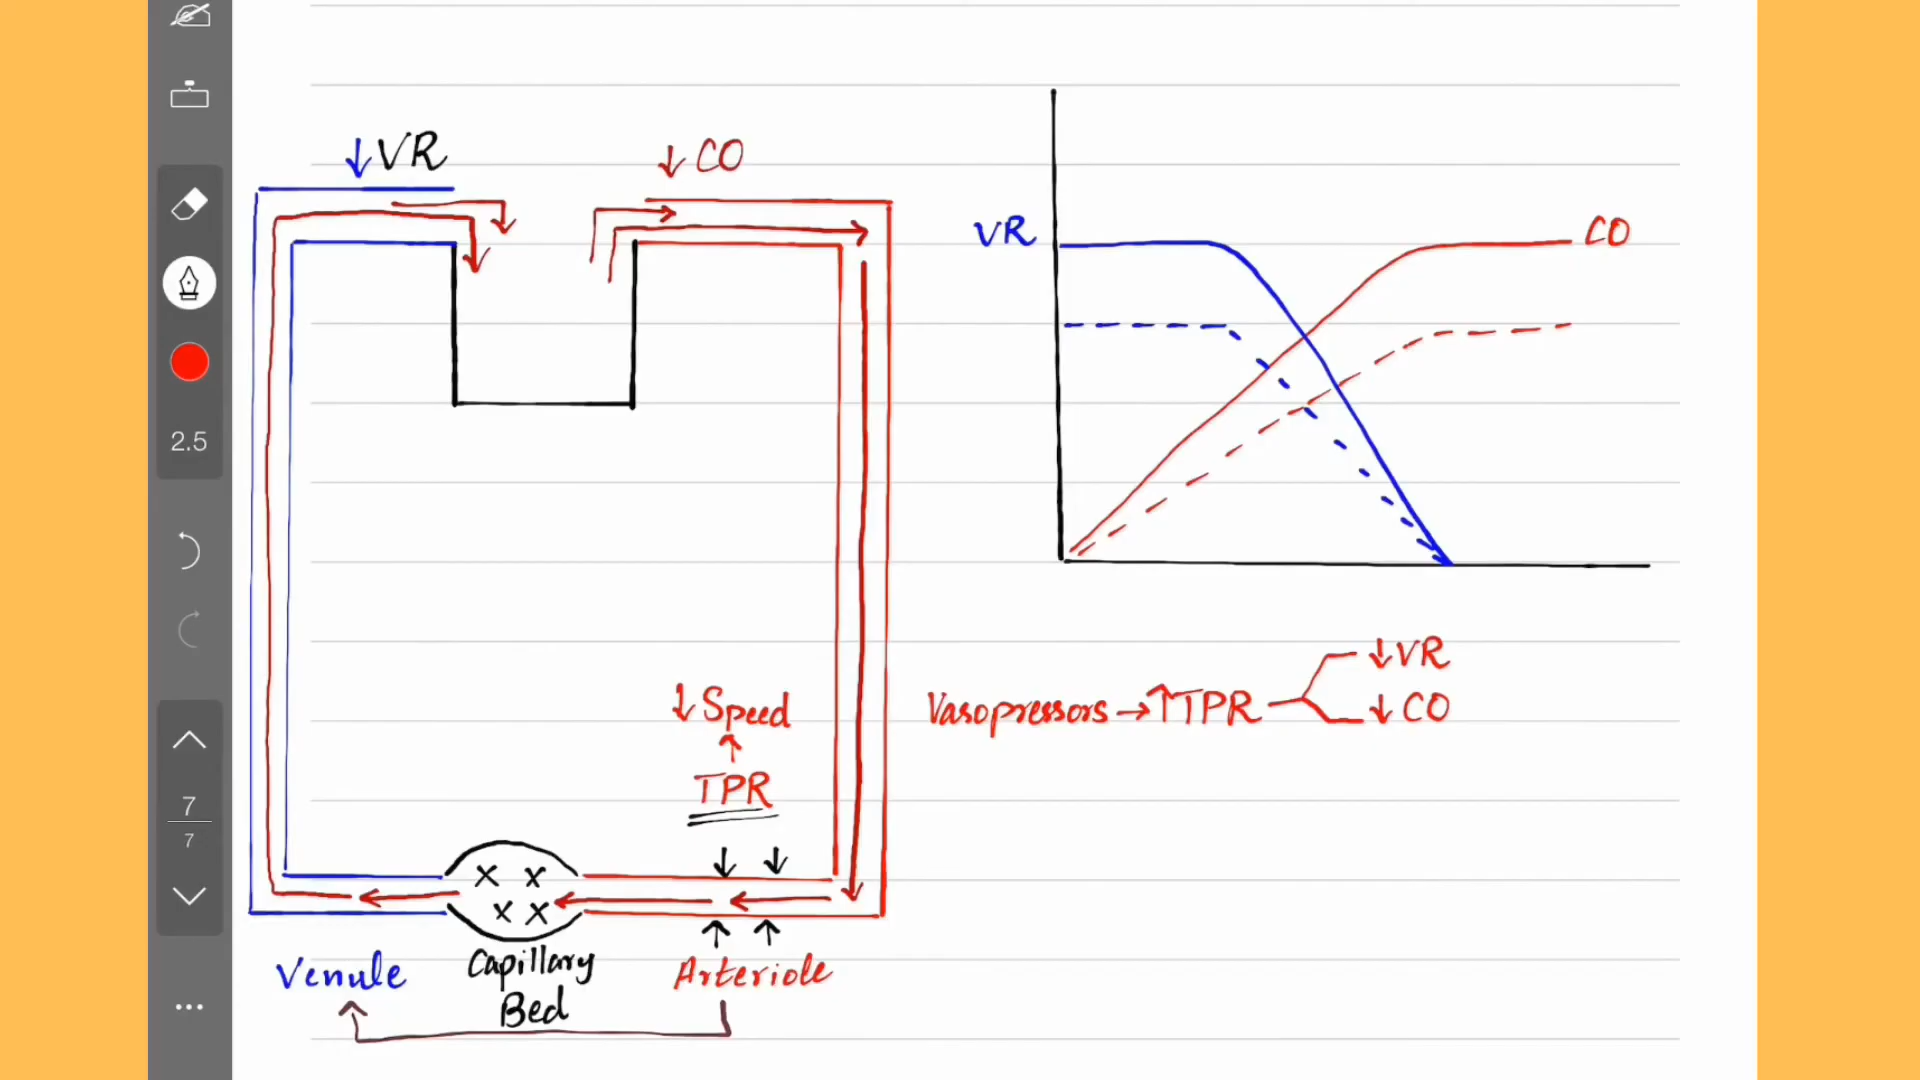 ↓VR
↓ CO
VR
CO
2.5
↓ Speed
↑
TPR
Vasopressors → ↑TPR
↓VR
↓ CO
7
7
x x
x x
Venule
Capillary
Bed
Arteriole